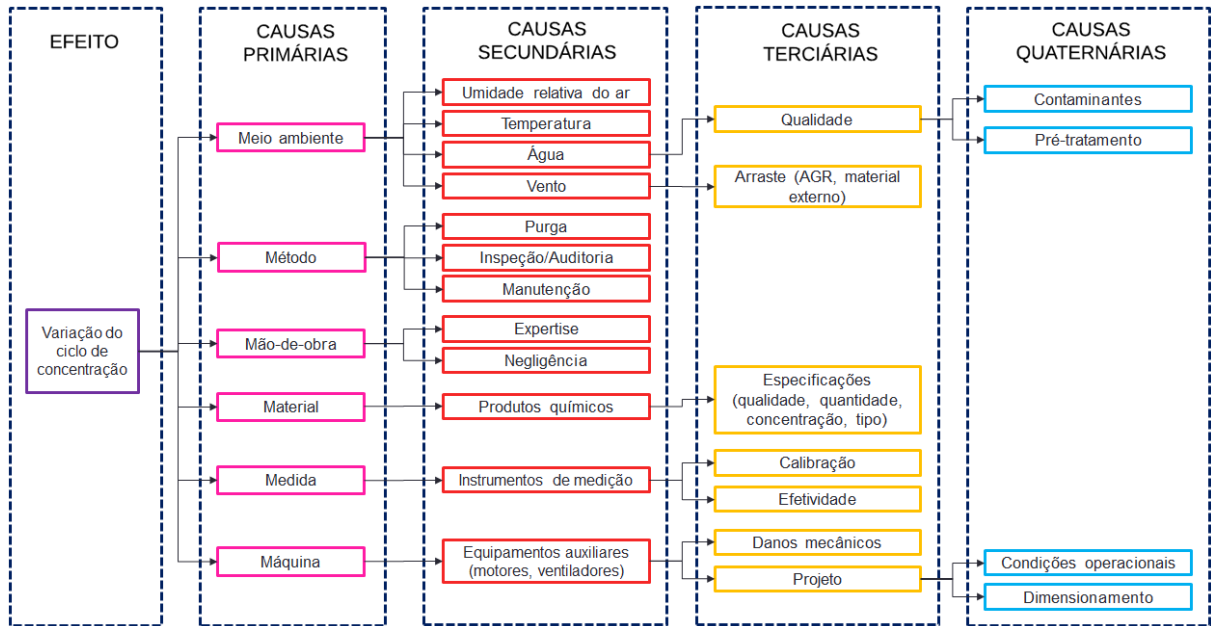 EFEITO
Variação do
ciclo de
concentração
CAUSAS
PRIMÁRIAS
Meio ambiente
Método
Mão-de-obra
Material
Medida
Máquina
CAUSAS
SECUNDÁRIAS
Umidade relativa do ar
Temperatura
Água
Vento
Purga
Inspeção/Auditoria
Manutenção
Expertise
Negligência
Produtos químicos
Instrumentos de medição
Equipamentos auxiliares
(motores, ventiladores)
CAUSAS
TERCIÁRIAS
Qualidade
Arraste (AGR, material
externo)
Especificações
(qualidade, quantidade,
concentração, tipo)
Calibração
Efetividade
Danos mecânicos
Projeto
CAUSAS
QUATERNÁRIAS
Contaminantes
Pré-tratamento
Condições operacionais
Dimensionamento